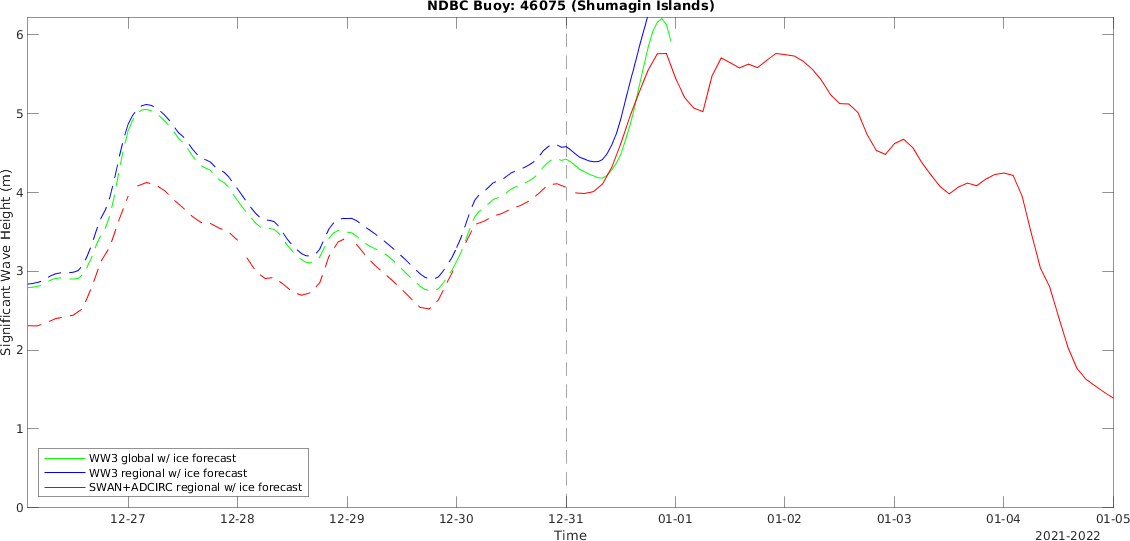 NDBC Buoy: 46075 (Shumagin Islands)
Significant Wave Height (m)
6
5
4
3
2
1
0
WW3 global w/ ice forecast
WW3 regional w/ ice forecast
SWAN+ADCIRC regional w/ ice forecast
12-27 12-28 12-29 12-30 12-31 01-01 01-02 01-03 01-04 01-05
Time
2021-2022